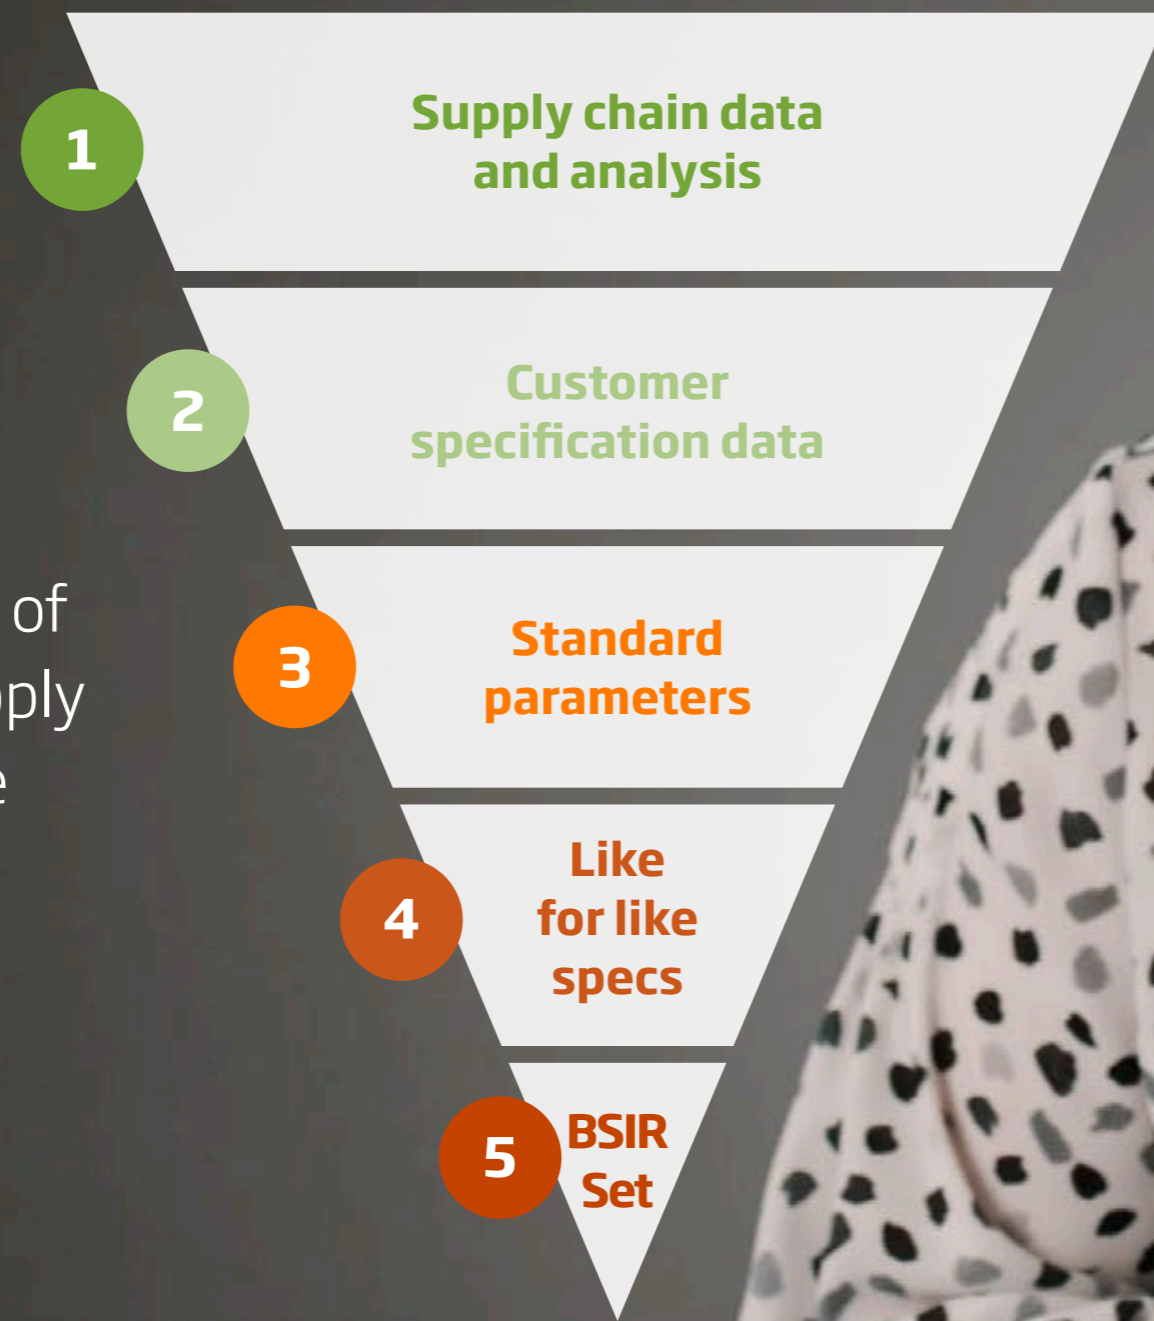 1
Supply chain data
and analysis
2
Customer
specification data
of
3
Standard
parameters
4
Like
for like
specs
5
BSIR
Set